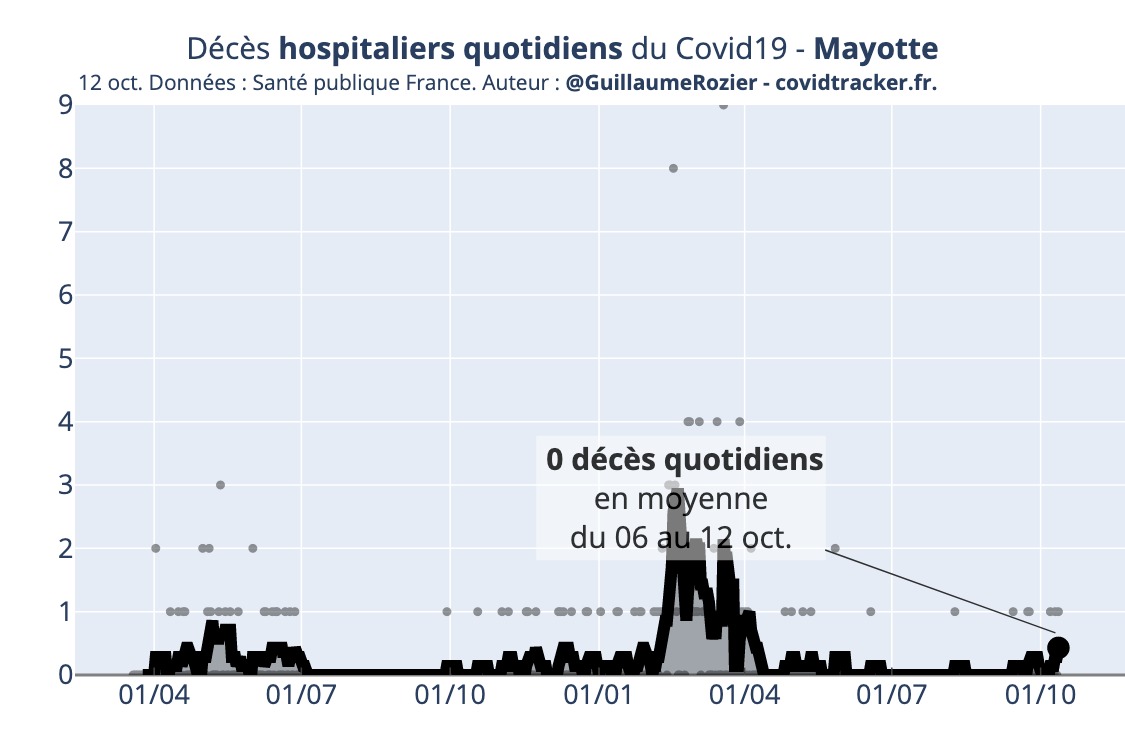 Décès hospitaliers quotidiens du Covid19 - Mayotte
12 oct. Données : Santé publique France. Auteur : @GuillaumeRozier - covidtracker.fr.
9
8
7
6
5
4
3
2
1
0
0 décès quotidiens
en moyenne
du 06 au 12 oct.
01/04 01/07 01/10 01/01 01/04 01/07 01/10